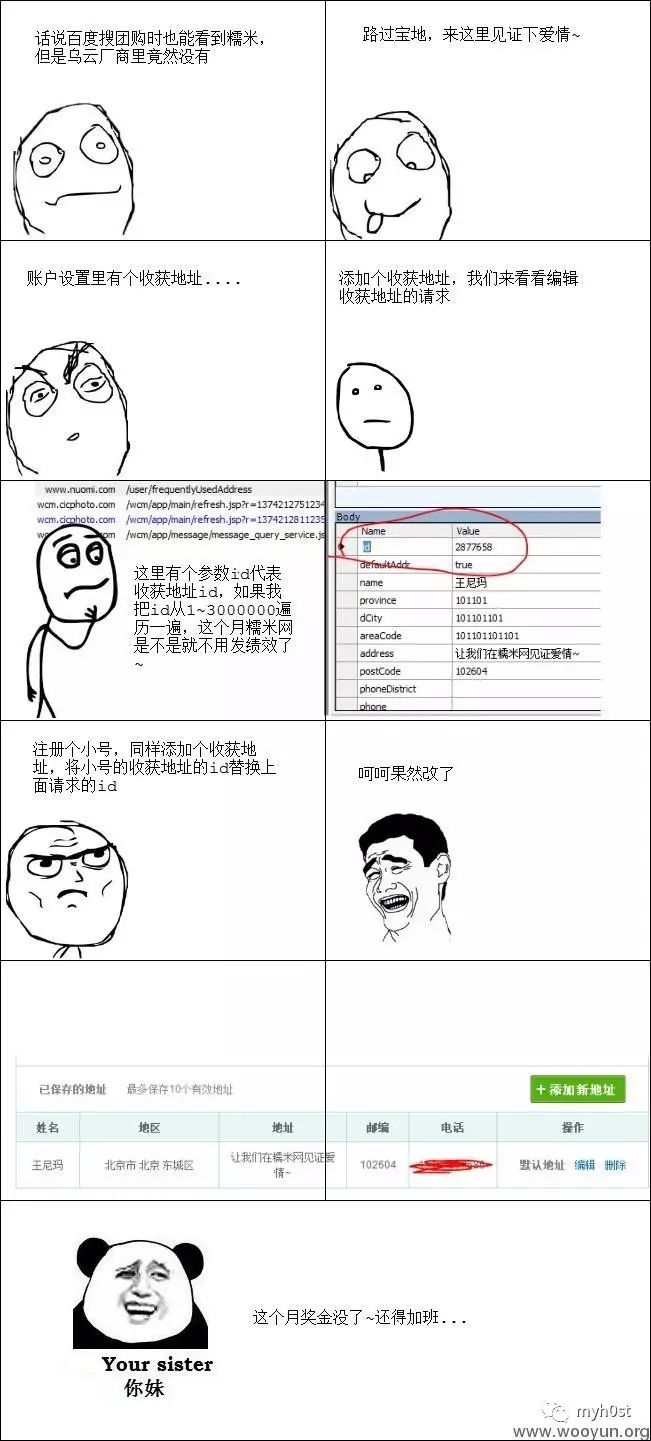 话说百度搜团购时也能看到糯米，
但是乌云厂商里竟然没有
路过宝地，来这里见证下爱情~
账户设置里有个收获地址....
添加个收获地址，我们来看看编辑
收获地址的请求
www.nuomi.com /user/frequentlyUsedAddress
wcm.cicphoto.com /wcm/app/main/refresh.jsp?r=1374212751234
wcm.cicphoto.com /wcm/app/main/refresh.jsp?r=1374212811235
wcm.cicphoto.com /wcm/app/message/message_query_service.js
这里有个参数id代表
收获地址id，如果我
把id从1~3000000遍
历一遍，这个月糯米网
是不是就不用发绩效了
~
Body
Name Value
id 2877658
defaultAddr true
name 王尼玛
province 101101
dCity 101101101
areaCode 101101101101
address 让我们在糯米网见证爱情~
postCode 102604
phoneDistrict
phone
注册个小号，同样添加个收获地
址，将小号的收获地址的id替换上
面请求的id
呵呵果然改了
已保存的地址 最多保存10个有效地址
+ 添加新地址
姓名 地区 地址 邮编 电话 操作
王尼玛 北京市 北京 东城区 让我们在糯米网见证爱
情~ 102604 默认地址 编辑 删除
Your sister
你妹
这个月奖金没了~还得加班...
myh0st
www.wooyun.org